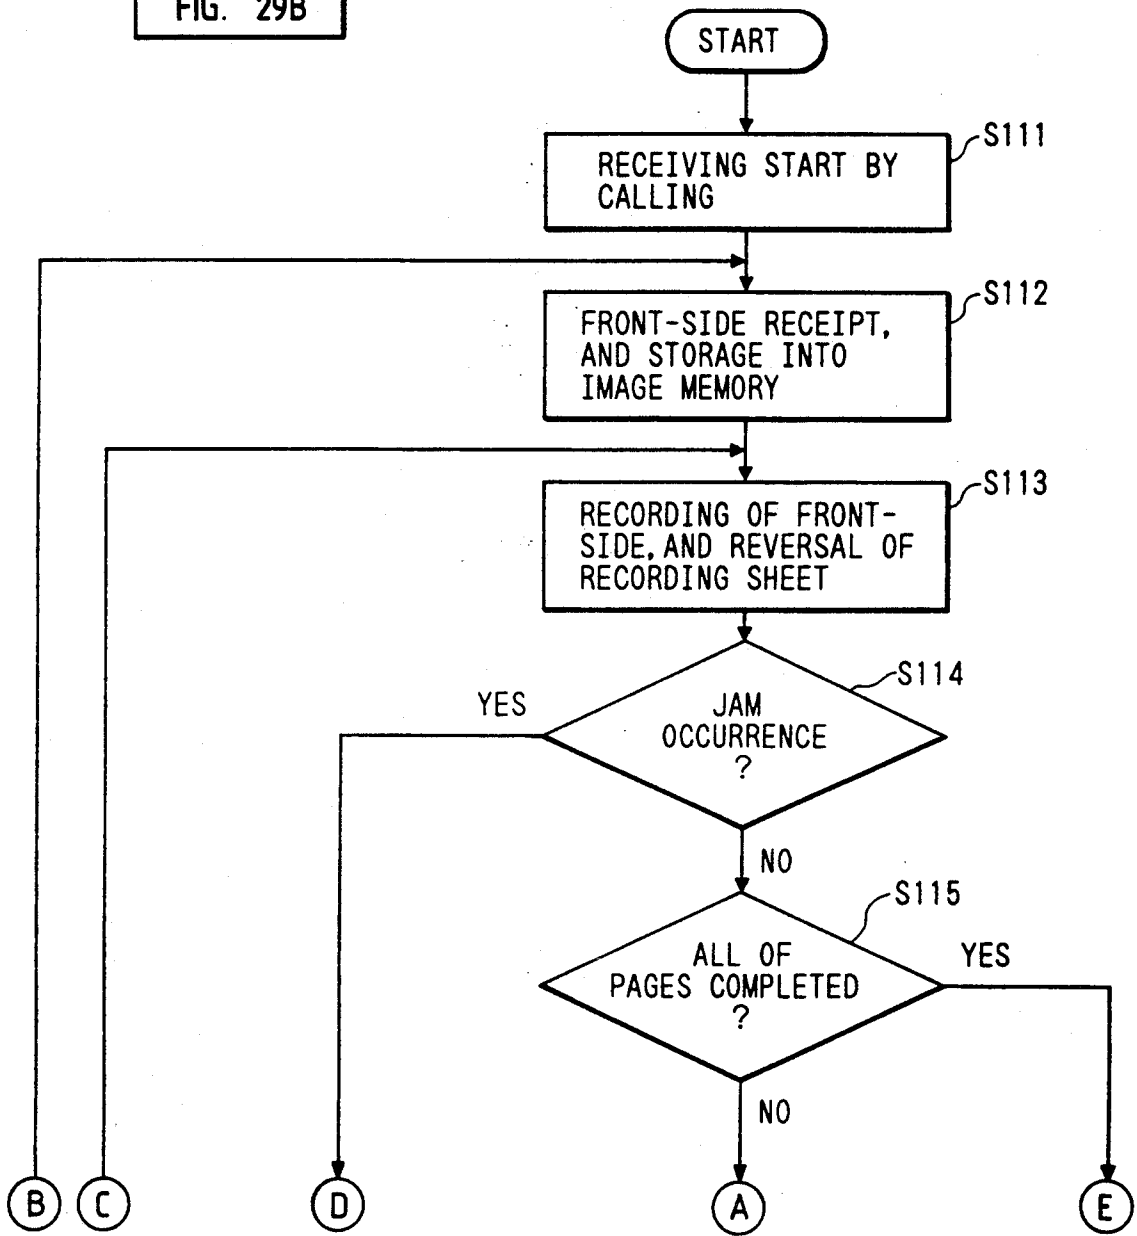 FIG. 29B
START
S111
RECEIVING START BY
CALLING
S112
FRONT-SIDE RECEIPT,
AND STORAGE INTO
IMAGE MEMORY
S113
RECORDING OF FRONT-
SIDE, AND REVERSAL OF
RECORDING SHEET
S114
YES
JAM
OCCURRENCE
?
NO
S115
ALL OF
PAGES COMPLETED
?
YES
NO
B
C
D
A
E